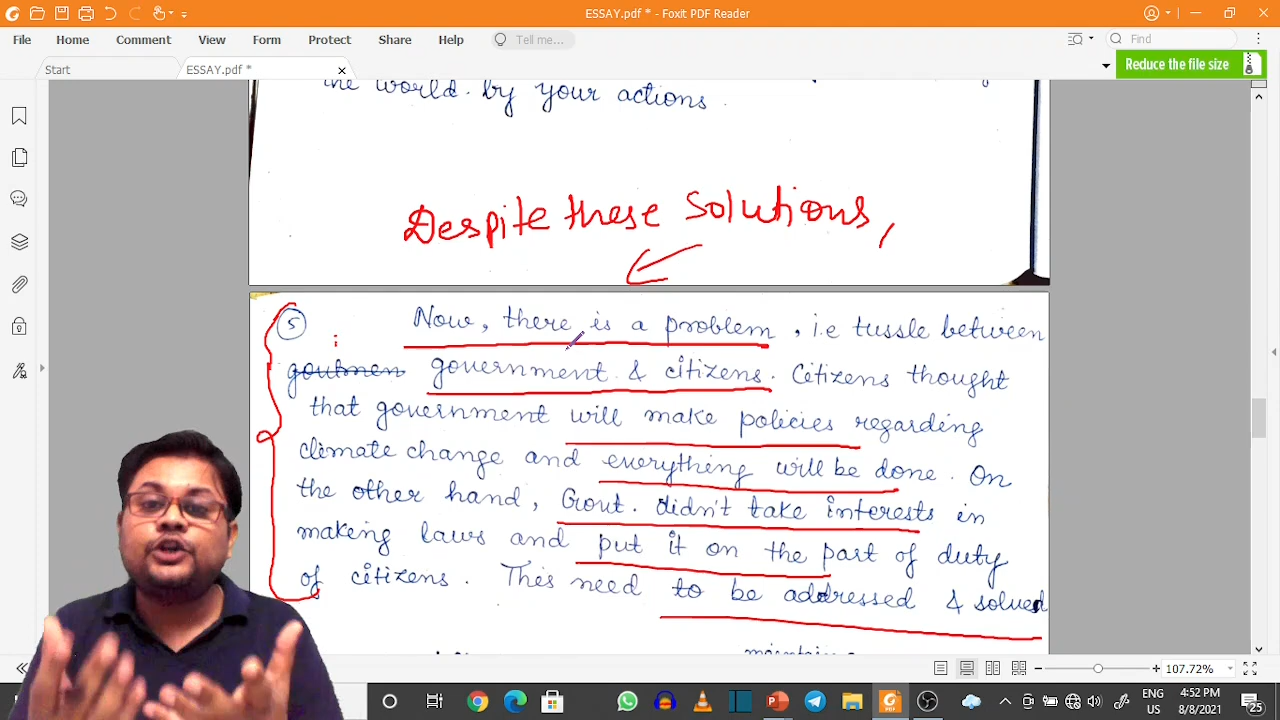 ESSAY.pdf * - Foxit PDF Reader
File Home Comment View Form Protect Share Help Tell me... Find
Start ESSAY.pdf * Reduce the file size
the world by your actions
Despite these solutions,
5 Now, there is a problem, i.e tussle between
i
government & citizens. Citizens thought
that government will make policies regarding
climate change and everything will be done. On
the other hand, Govt. didn't take interests in
making laws and put it on the part of duty
of citizens. This need to be addressed & solved
107.72%
ENG
US
4:52 PM
8/8/2021
25